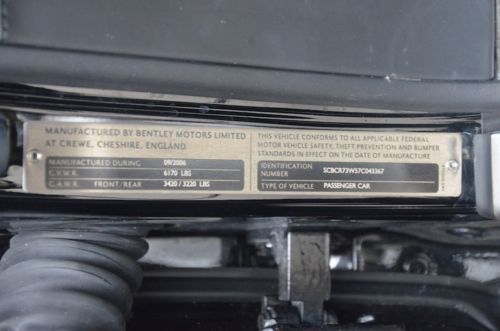 MANUFACTURED BY BENTLEY MOTORS LIMITED
AT CREWE, CHESHIRE, ENGLAND.
MANUFACTURED DURING 09/2006
G.V.W.R. 6170 LBS
G.A.W.R. FRONT/REAR 3420 / 3220 LBS
THIS VEHICLE CONFORMS TO ALL APPLICABLE FEDERAL
MOTOR VEHICLE SAFETY, THEFT PREVENTION AND BUMPER
STANDARDS IN EFFECT ON THE DATE OF MANUFACTURE
IDENTIFICATION
NUMBER SCBCR73W57C043367
TYPE OF VEHICLE PASSENGER CAR